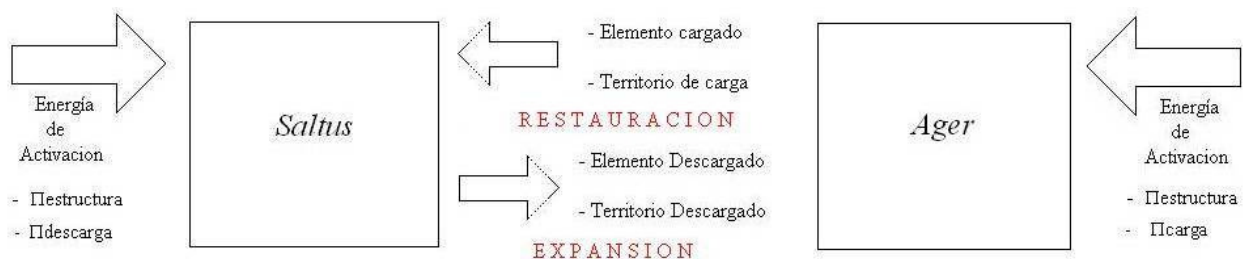 Energía
de
Activacion
- Πestructura
- Πdescarga
Saltus
- Elemento cargado
- Territorio de carga
RESTAURACION
- Elemento Descargado
- Territorio Descargado
EXPANSION
Ager
Energía
de
Activacion
- Πestructura
- Πcarga